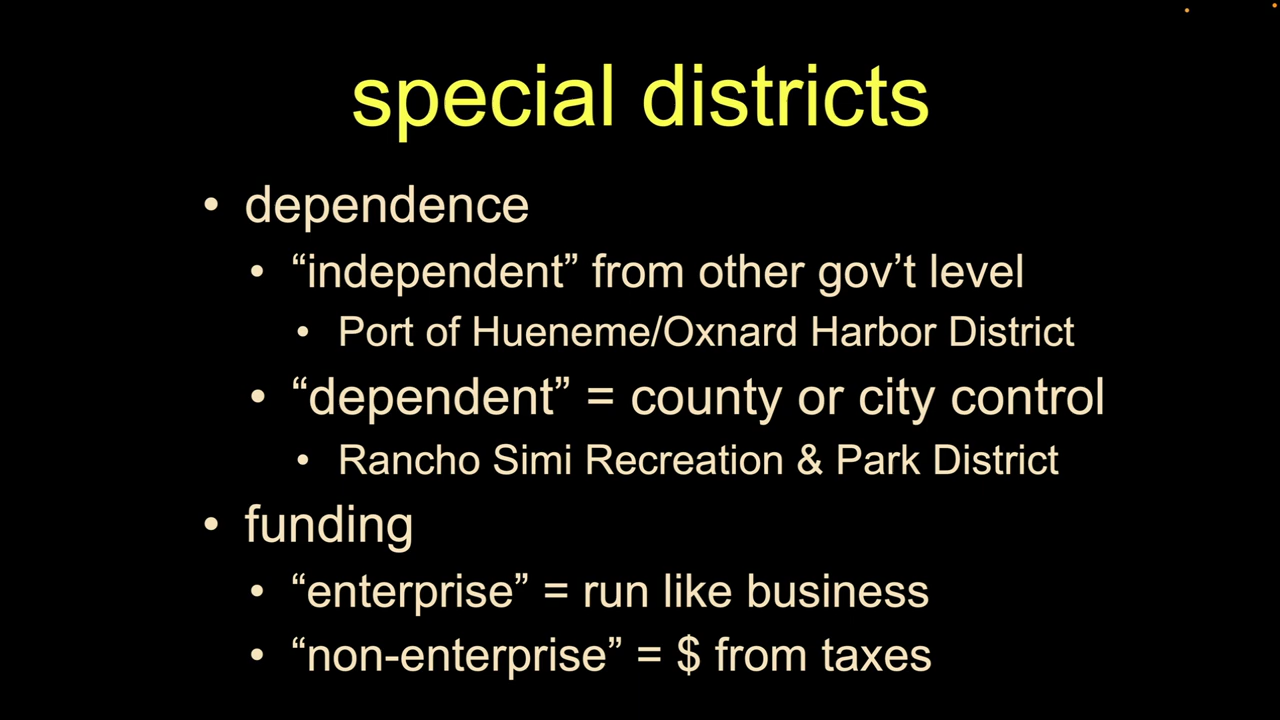 special districts
• dependence
• “independent” from other gov’t level
• Port of Hueneme/Oxnard Harbor District
• “dependent” = county or city control
• Rancho Simi Recreation & Park District
• funding
• “enterprise” = run like business
• “non-enterprise” = $ from taxes